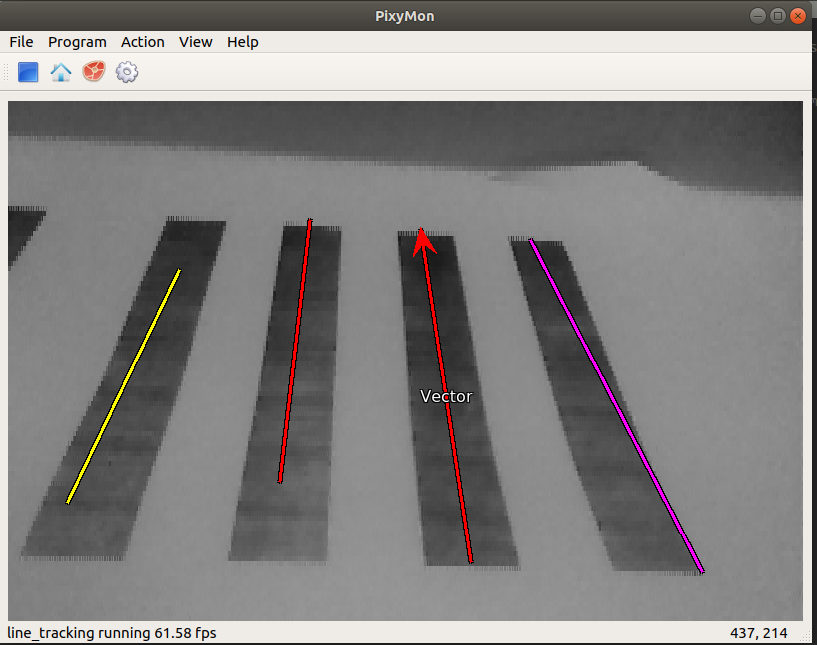 PixyMon
File Program Action View Help
Vector
line_tracking running 61.58 fps 437, 214